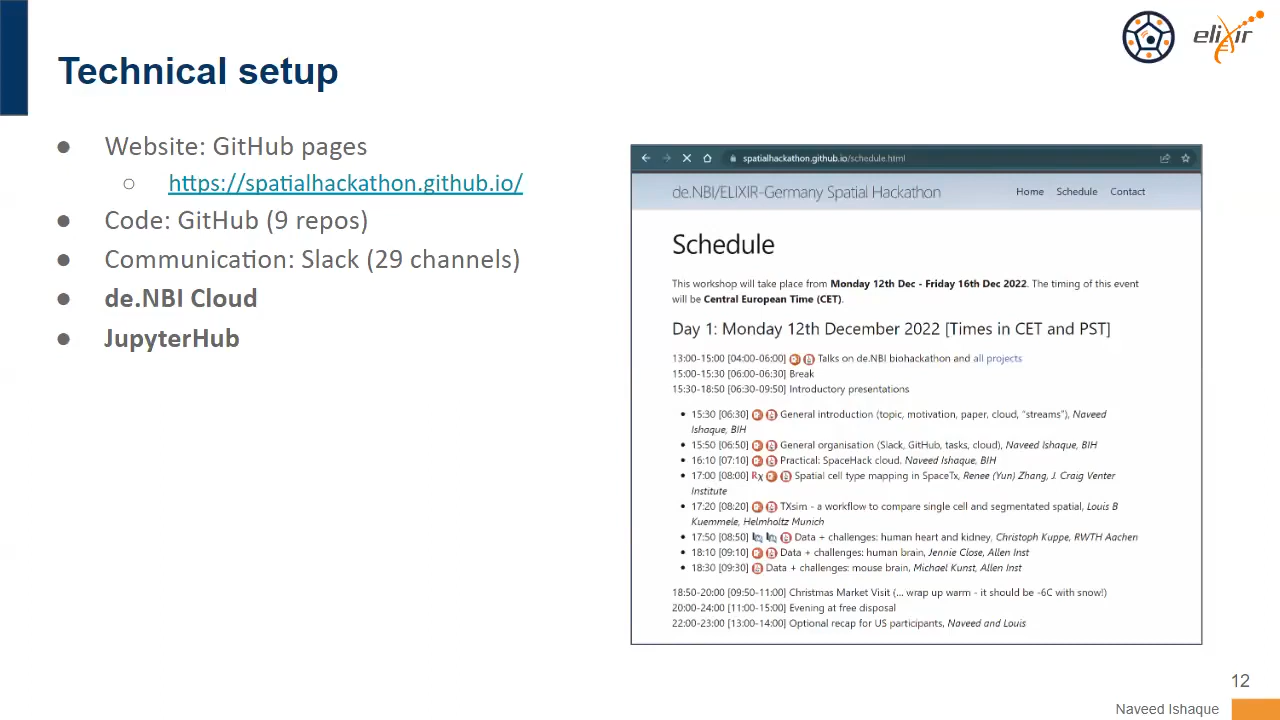 elixir
Technical setup
● Website: GitHub pages
○ https://spatialhackathon.github.io/
● Code: GitHub (9 repos)
● Communication: Slack (29 channels)
● de.NBI Cloud
● JupyterHub
spatialhackathon.github.io/schedule.html
de.NBI/ELIXIR-Germany Spatial Hackathon Home Schedule Contact
Schedule
This workshop will take place from Monday 12th Dec - Friday 16th Dec 2022. The timing of this event
will be Central European Time (CET).
Day 1: Monday 12th December 2022 [Times in CET and PST]
13:00-15:00 [04:00-06:00] Talks on de.NBI biohackathon and all projects
15:00-15:30 [06:00-06:30] Break
15:30-18:50 [06:30-09:50] Introductory presentations
• 15:30 [06:30] General introduction (topic, motivation, paper, cloud, "streams"), Naveed
Ishaque, BIH
• 15:50 [06:50] General organisation (Slack, GitHub, tasks, cloud), Naveed Ishaque, BIH
• 16:10 [07:10] Practical: SpaceHack cloud. Naveed Ishaque, BIH
• 17:00 [08:00] Rx Spatial cell type mapping in SpaceTx, Renee (Yun) Zhang, J. Craig Venter
Institute
• 17:20 [08:20] TXsim - a workflow to compare single cell and segmentated spatial, Louis B
Kuemmele, Helmholtz Munich
• 17:50 [08:50] Data + challenges: human heart and kidney, Christoph Kuppe, RWTH Aachen
• 18:10 [09:10] Data + challenges: human brain, Jennie Close, Allen Inst
• 18:30 [09:30] Data + challenges: mouse brain, Michael Kunst, Allen Inst
18:50-20:00 [09:50-11:00] Christmas Market Visit (... wrap up warm - it should be -6C with snow!)
20:00-24:00 [11:00-15:00] Evening at free disposal
22:00-23:00 [13:00-14:00] Optional recap for US participants, Naveed and Louis
12
Naveed Ishaque